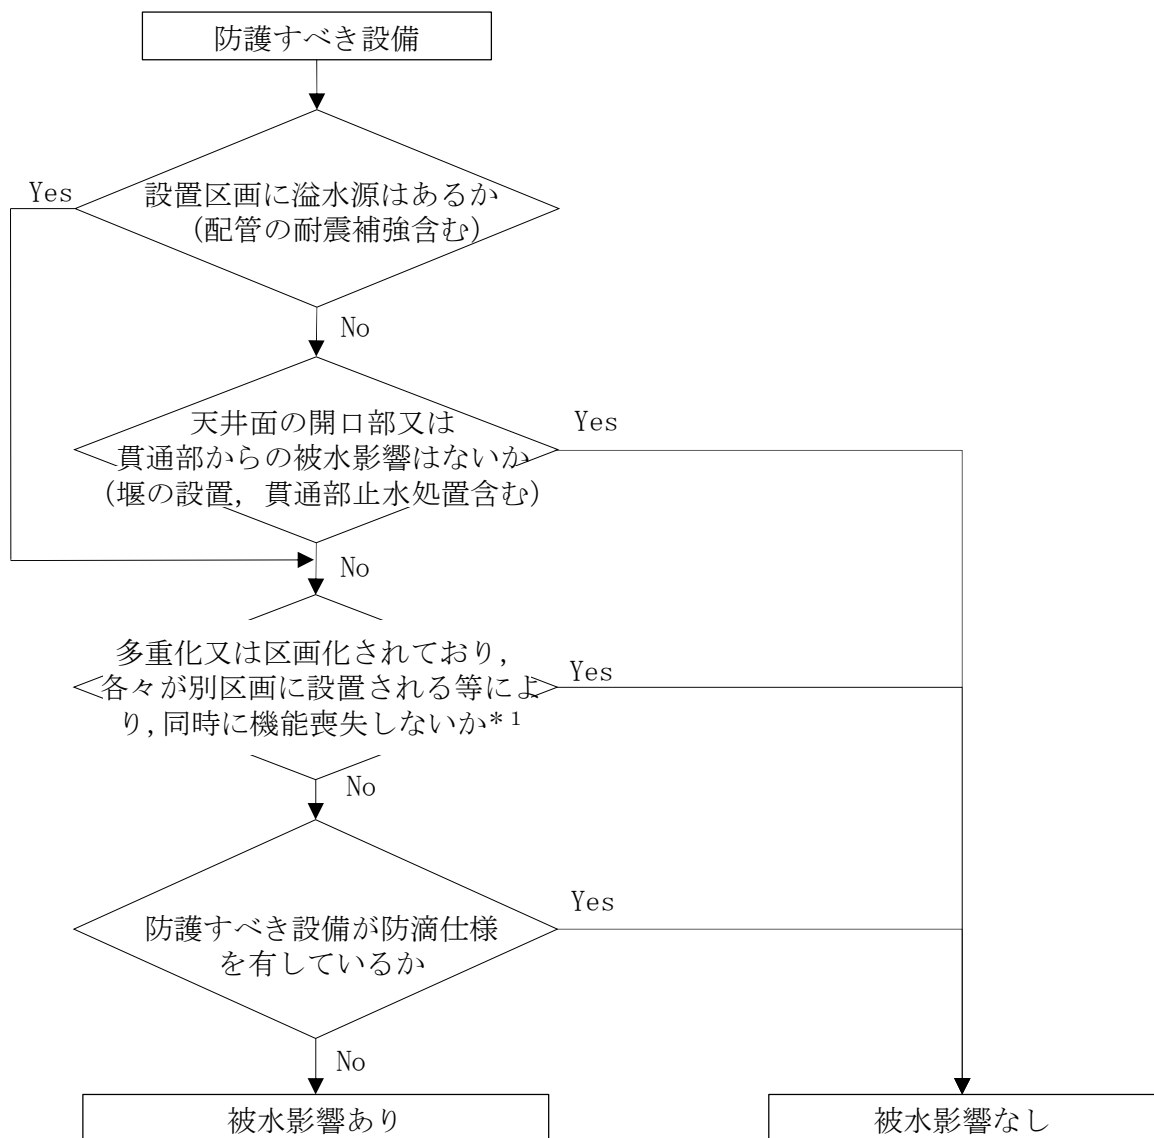 防護すべき設備
設置区画に溢水源はあるか
(配管の耐震補強含む)
Yes
No
天井面の開口部又は
貫通部からの被水影響はないか
(堰の設置, 貫通部止水処置含む)
Yes
No
多重化又は区画化されており,
各々が別区画に設置される等によ
り,同時に機能喪失しないか*1
Yes
No
防護すべき設備が防滴仕様
を有しているか
Yes
No
被水影響あり
被水影響なし